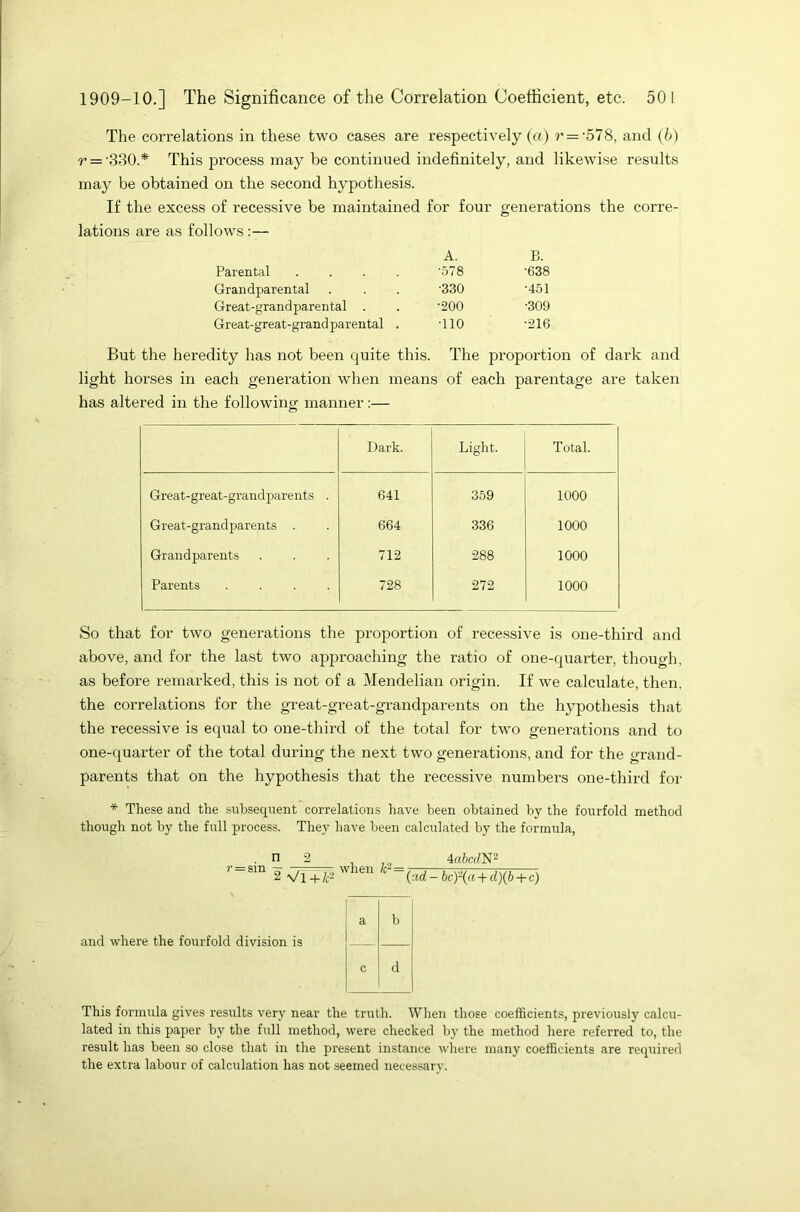 1909-10.] The Significance of the Correlation Coefficient, etc. 501
The correlations in these two cases are respectively (a) r = ·578, and (b)
r = ·330.* This process may be continued indefinitely, and likewise results
may be obtained on the second hypothesis.
If the excess of recessive be maintained for four generations the corre-
lations are as follows :—
A. B.
Parental . . . . ·578 ·638
Grandparental . . . ·330 ·451
Great-grandparental . . ·200 ·309
Great-great-grandparental . ·110 ·216
But the heredity has not been quite this. The proportion of dark and
light horses in each generation when means of each parentage are taken
has altered in the following manner :—
Dark. Light. Total.
Great-great-grandparents . 641 359 1000
Great-grandparents . . 664 336 1000
Grandparents . . . 712 288 1000
Parents . . . . 728 272 1000
So that for two generations the proportion of recessive is one-third and
above, and for the last two approaching the ratio of one-quarter, though,
as before remarked, this is not of a Mendelian origin. If we calculate, then,
the correlations for the great-great-grandparents on the hypothesis that
the recessive is equal to one-third of the total for two generations and to
one-quarter of the total during the next two generations, and for the grand-
parents that on the hypothesis that the recessive numbers one-third for
* These and the subsequent correlations have been obtained by the fourfold method
though not by the full process. They have been calculated by the formula,
r = sin Π/2 2/√1 + k² when k² = 4abcdN²/(ad – bc)²(a + d)(b + c)
a b
and where the fourfold division is
c d
This formula gives results very near the truth. When those coefficients, previously calcu-
lated in this paper by the full method, were checked by the method here referred to, the
result has been so close that in the present instance where many coefficients are required
the extra labour of calculation has not seemed necessary.